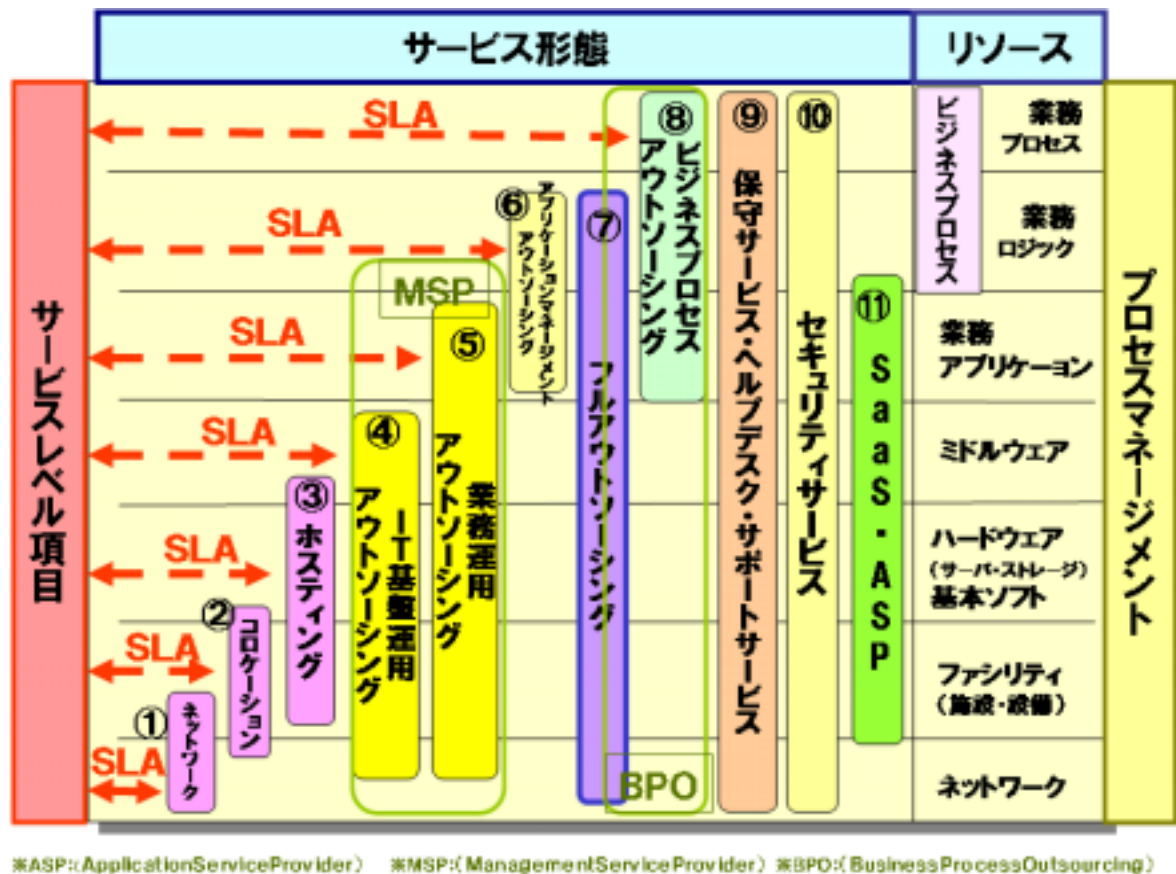 サービス形態
リソース
サービスレベル項目
SLA
SLA
SLA
SLA
SLA
SLA
SLA
①
ネットワーク
②
コロケーション
③
ホスティング
④
IT基盤運用
アウトソーシング
MSP
⑤
業務運用
アウトソーシング
⑥
アプリケーションマネージメント
アウトソーシング
⑦
フルアウトソーシング
⑧
ビジネスプロセス
アウトソーシング
BPO
⑨
保守サービス・ヘルプデスク・サポートサービス
⑩
セキュリティサービス
⑪
SaaS・ASP
ビジネスプロセス
業務
プロセス
業務
ロジック
業務
アプリケーョン
ミドルウェア
ハードウェア
(サーバ・ストレージ)
基本ソフト
ファシリティ
(施設・設備)
ネットワーク
プロセスマネージメント
※ASP:(ApplicationServiceProvider) ※MSP:(ManagementServiceProvider) ※BPO:(BusinessProcessOutsourcing)